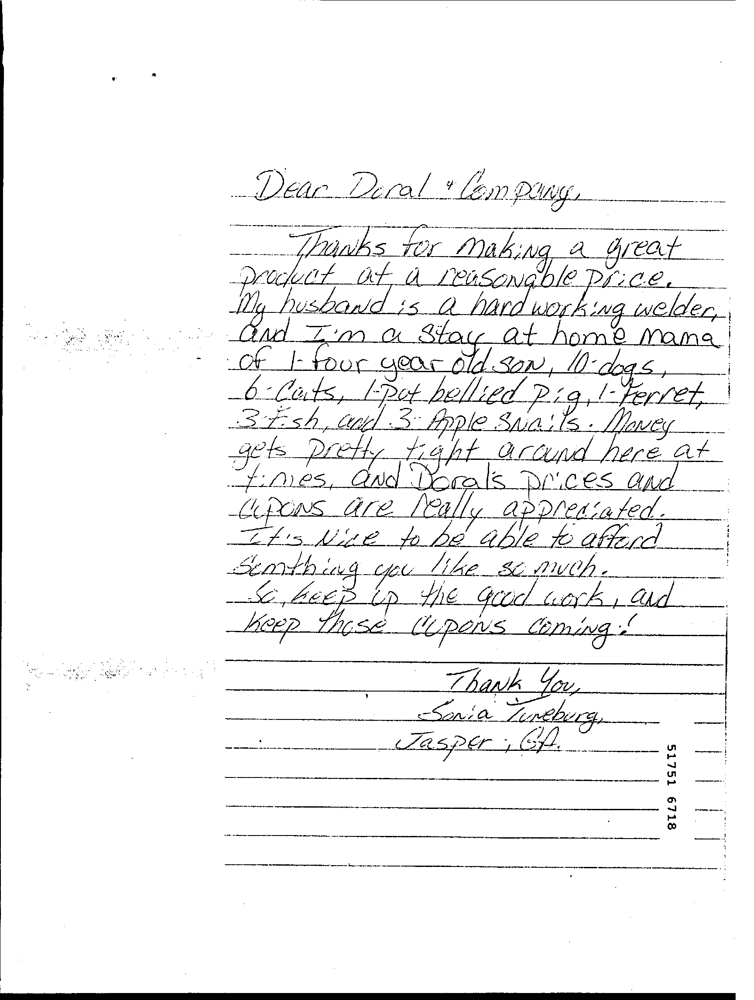 Dear Doral & Company,
Thanks for making a great
product at a reasonable price.
My husband is a hard working welder,
and I'm a stay at home mama
of 1-four year old son, 10-dogs,
6-Cats, 1-Pot bellied Pig, 1-Ferret,
3-fish, and 3-Apple Snails. Money
gets pretty tight around here at
times, and Doral's prices and
cupons are really appreciated.
It's Nice to be able to afford
Somthing you like so much.
So, keep up the good work, and
Keep those cupons coming!
Thank You,
Sonia Tuneburg,
Jasper, GA.
51751 6718